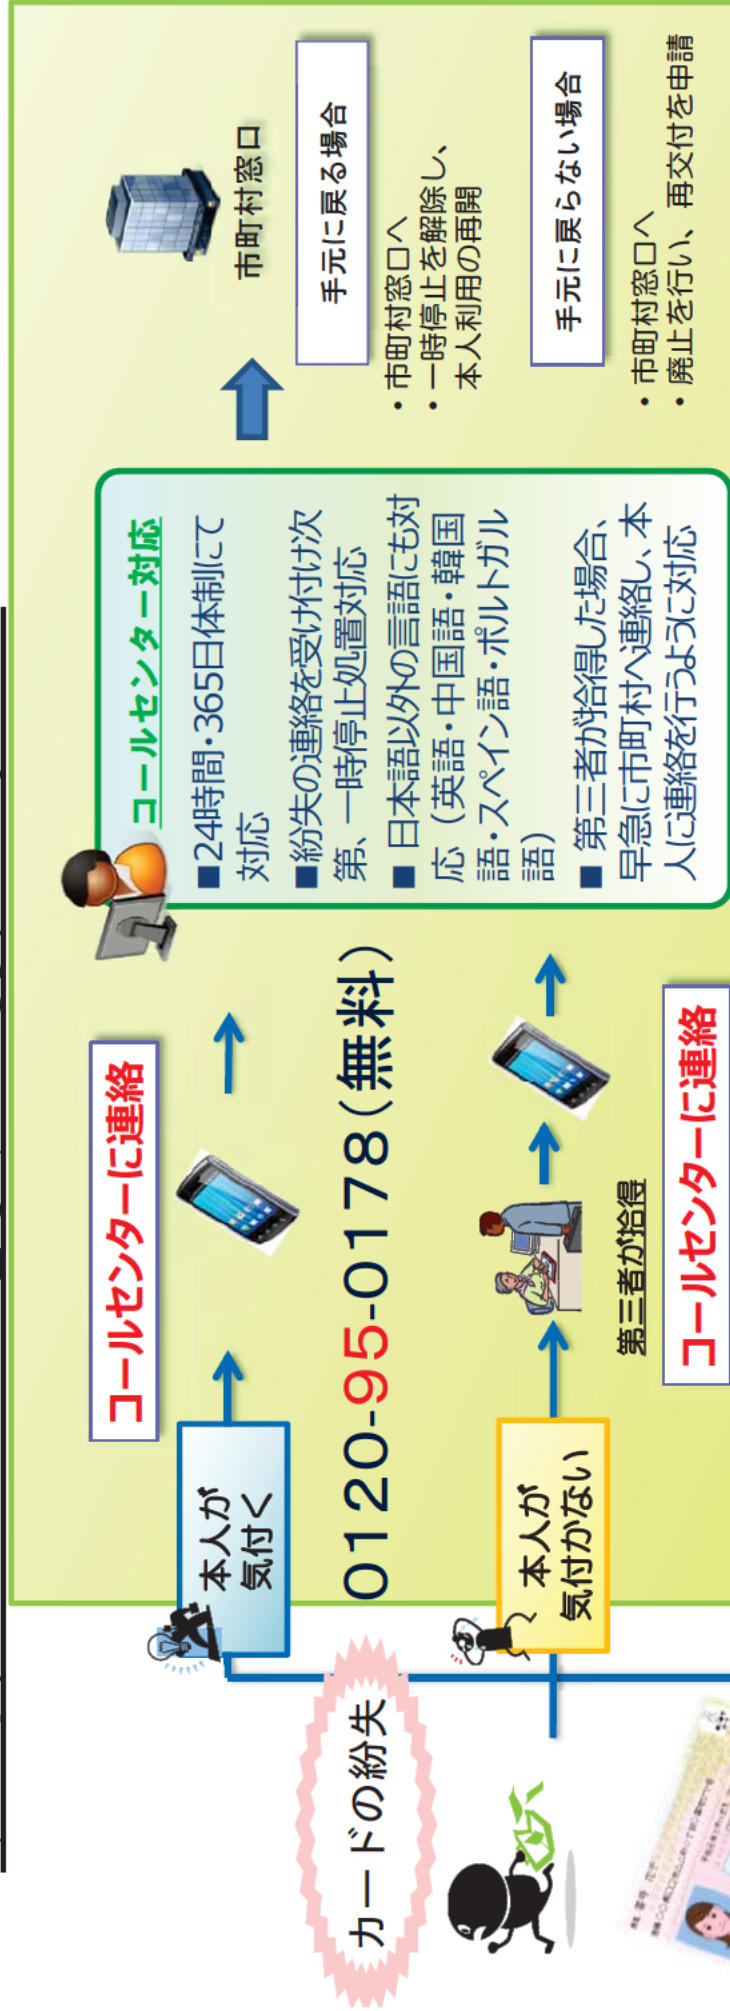 カードの紛失
本人が
気付く
本人が
気付かない
コールセンターに連絡
0120-95-0178(無料)
第三者が拾得
コールセンターに連絡
コールセンター対応
■24時間・365日体制にて
対応
■紛失の連絡を受け付け次
第、一時停止処置対応
■ 日本語以外の言語にも対
応（英語・中国語・韓国
語・スペイン語・ポルトガル
語）
■ 第三者が拾得した場合、
早急に市町村へ連絡し、本
人に連絡を行うように対応
市町村窓口
手元に戻る場合
・市町村窓口へ
・一時停止を解除し、
本人利用の再開
手元に戻らない場合
・市町村窓口へ
・廃止を行い、再交付を申請